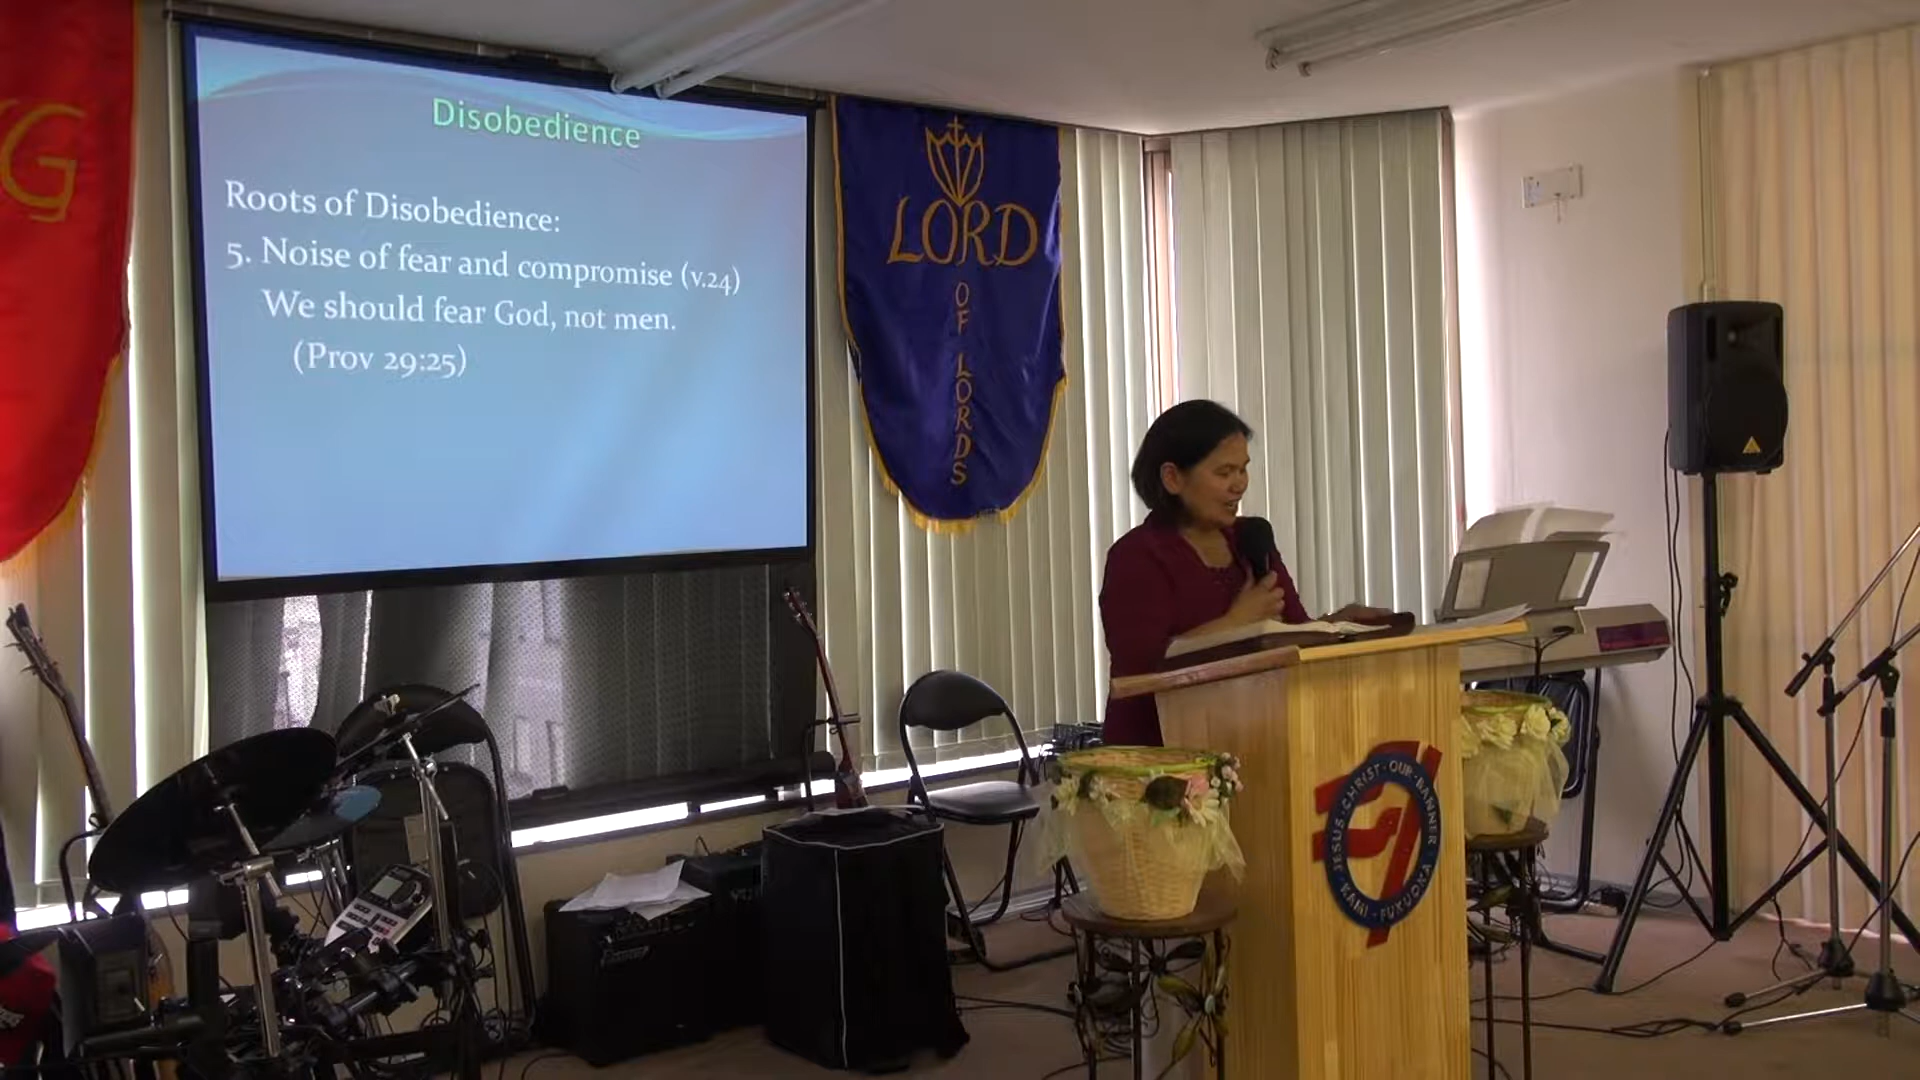 G
Disobedience
Roots of Disobedience:
5. Noise of fear and compromise (v.24)
We should fear God, not men.
(Prov 29:25)
LORD
OF LORDS
JESUS · CHRIST · OUR · BANNER
FUKUOKA